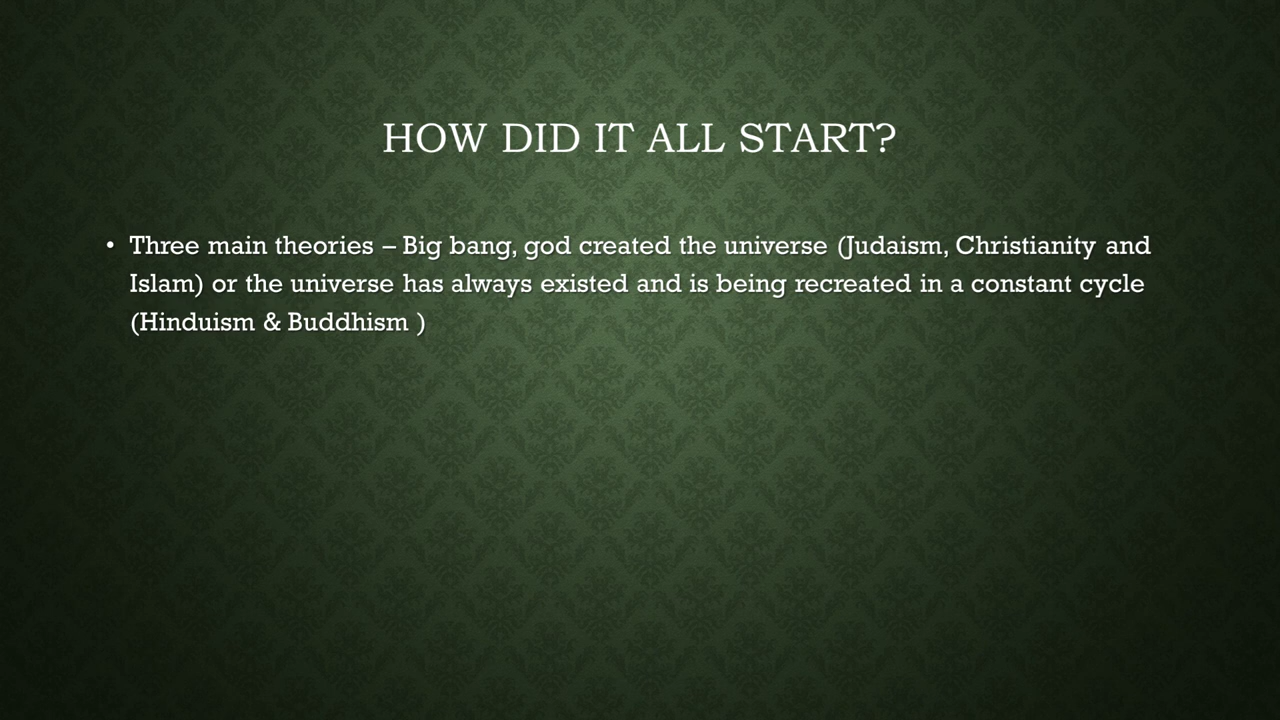 HOW DID IT ALL START?
• Three main theories – Big bang, god created the universe (Judaism, Christianity and
Islam) or the universe has always existed and is being recreated in a constant cycle
(Hinduism & Buddhism )